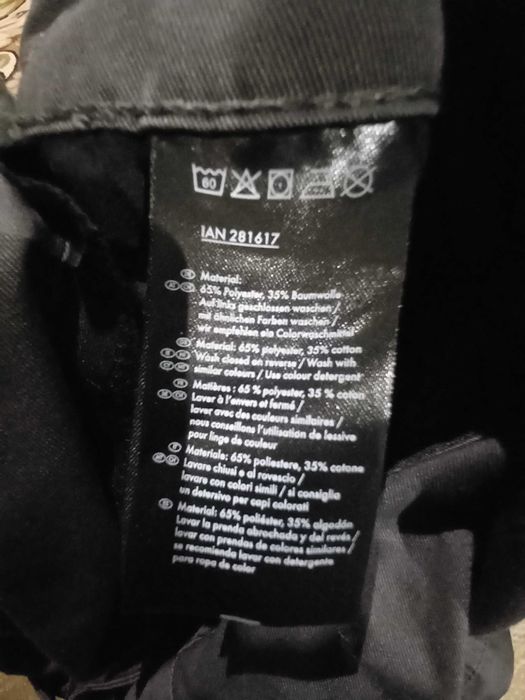 60
IAN 281617
DE Material:
AT CH 65% Polyester, 35% Baumwolle
Auf links geschlossen waschen /
mit ähnlichen Farben waschen /
wir empfehlen ein Colorwaschmittel
Material: 65% polyester, 35% cotton
Wash closed on reverse / Wash with
similar colours / Use colour detergent
Matières : 65 % polyester, 35 % coton
Laver à l'envers et fermé /
laver avec des couleurs similaires /
nous conseillons l'utilisation de lessive
pour linge de couleur
Materiale: 65% poliestere, 35% cotone
Lavare chiusi e al rovescio /
lavare con colori simili / si consiglia
un detersivo per capi colorati
Material: 65% poliéster, 35% algodón
Lavar la prenda abrochada y del revés /
lavar con prendas de colores similares /
se recomienda lavar con detergente
para ropa de color